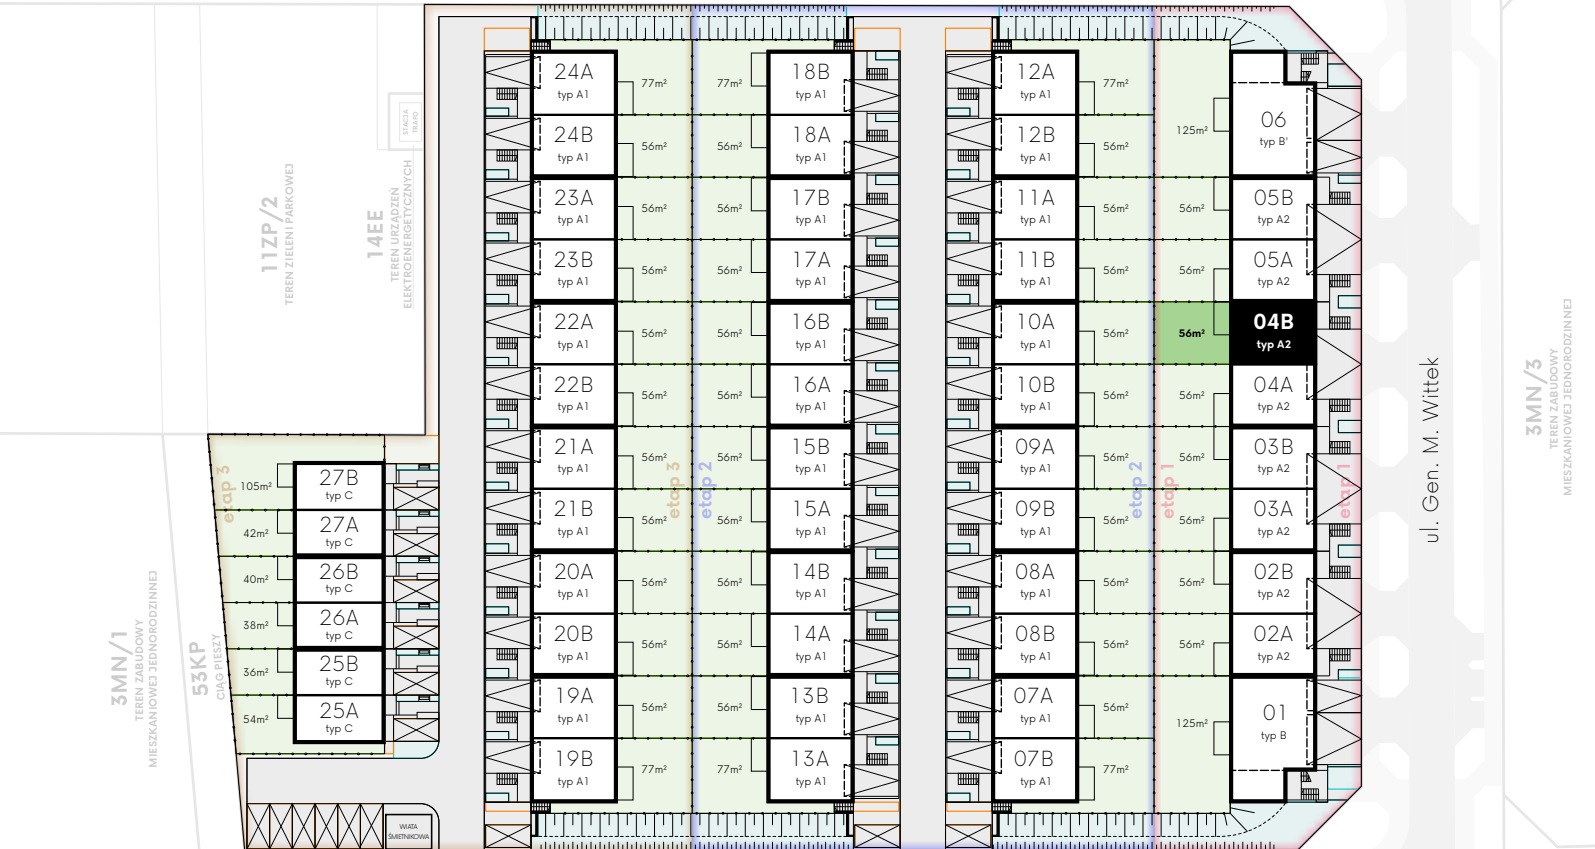 24A
typ A1
77m²
24B
typ A1
56m²
23A
typ A1
56m²
23B
typ A1
56m²
22A
typ A1
56m²
22B
typ A1
56m²
21A
typ A1
56m²
21B
typ A1
56m²
20A
typ A1
56m²
20B
typ A1
56m²
19A
typ A1
56m²
19B
typ A1
77m²
77m²
18B
typ A1
56m²
18A
typ A1
56m²
17B
typ A1
56m²
17A
typ A1
56m²
16B
typ A1
56m²
16A
typ A1
56m²
15B
typ A1
56m²
15A
typ A1
56m²
14B
typ A1
56m²
14A
typ A1
56m²
13B
typ A1
77m²
13A
typ A1
12A
typ A1
77m²
12B
typ A1
56m²
11A
typ A1
56m²
11B
typ A1
56m²
10A
typ A1
56m²
10B
typ A1
56m²
09A
typ A1
56m²
09B
typ A1
56m²
08A
typ A1
56m²
08B
typ A1
56m²
07A
typ A1
56m²
07B
typ A1
77m²
125m²
06
typ B'
56m²
05B
typ A2
56m²
05A
typ A2
56m²
04B
typ A2
56m²
04A
typ A2
56m²
03B
typ A2
56m²
03A
typ A2
56m²
02B
typ A2
56m²
02A
typ A2
125m²
01
typ B
105m²
27B
typ C
42m²
27A
typ C
40m²
26B
typ C
38m²
26A
typ C
36m²
25B
typ C
54m²
25A
typ C
etap 3
etap 3
etap 2
etap 2
etap 1
etap 1
ul. Gen. M. Wittek
11ZP/2
TEREN ZIELENI PARKOWEJ
14EE
TEREN URZĄDZEŃ
ELEKTROENERGETYCZNYCH
STACJA
TRAFO
3MN/1
TEREN ZABUDOWY
MIESZKANIOWEJ JEDNORODZINNEJ
53KP
CIĄG PIESZY
3MN/3
TEREN ZABUDOWY
MIESZKANIOWEJ JEDNORODZINNEJ
WIATA
ŚMIETNIKOWA